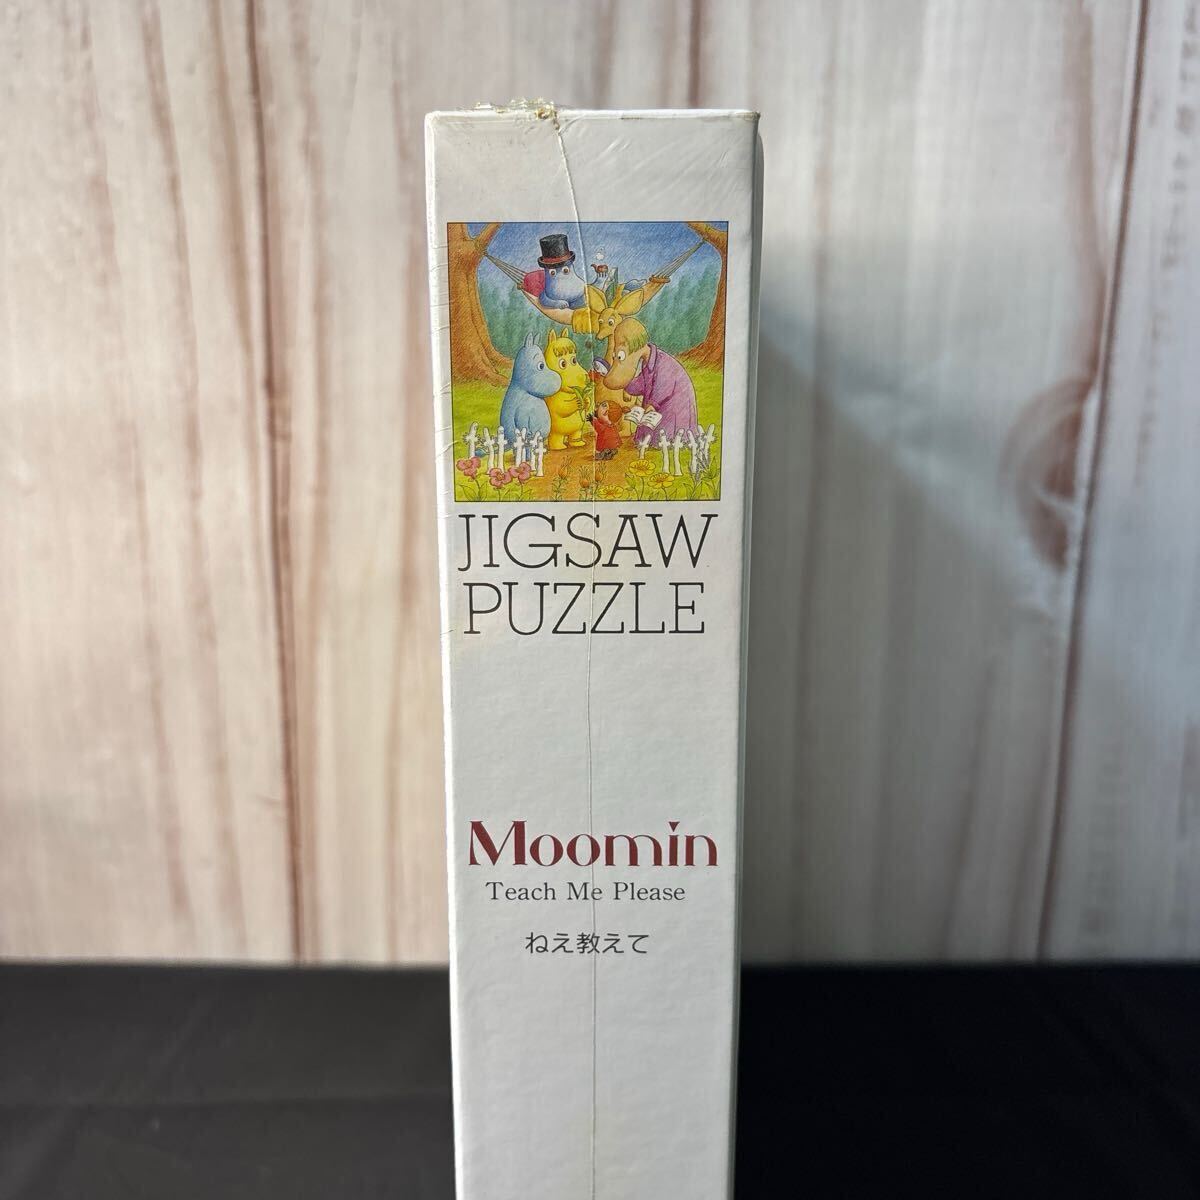 JIGSAW
PUZZLE
Moomin
Teach Me Please
ねえ教えて